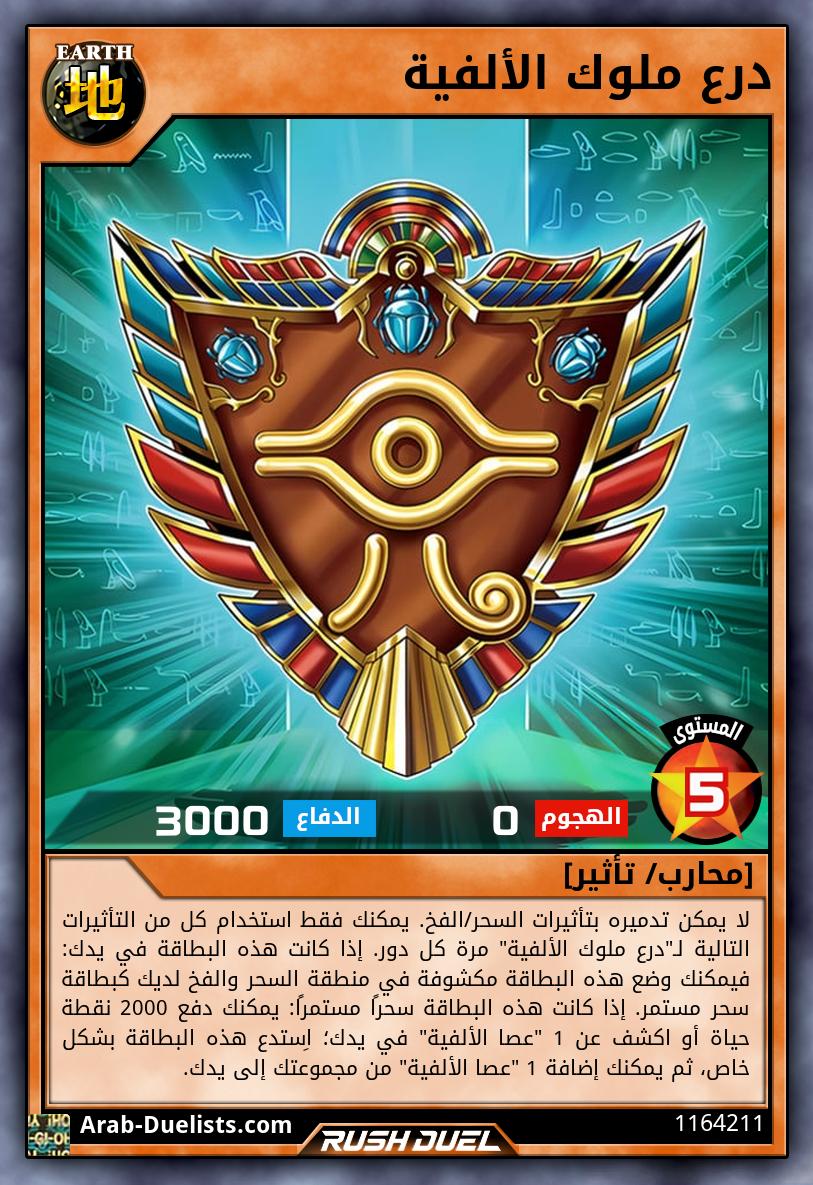 درع ملوك الألفية
EARTH
地
المستوى
5
الهجوم 0
الدفاع 3000
[محارب/ تأثير]
لا يمكن تدميره بتأثيرات السحر/الفخ. يمكنك فقط استخدام كل من التأثيرات
التالية لـ"درع ملوك الألفية" مرة كل دور. إذا كانت هذه البطاقة في يدك:
فيمكنك وضع هذه البطاقة مكشوفة في منطقة السحر والفخ لديك كبطاقة
سحر مستمر. إذا كانت هذه البطاقة سحراً مستمراً: يمكنك دفع 2000 نقطة
حياة أو اكشف عن 1 "عصا الألفية" في يدك؛ اِستدع هذه البطاقة بشكل
خاص، ثم يمكنك إضافة 1 "عصا الألفية" من مجموعتك إلى يدك.
1164211
RUSH DUEL
Arab-Duelists.com